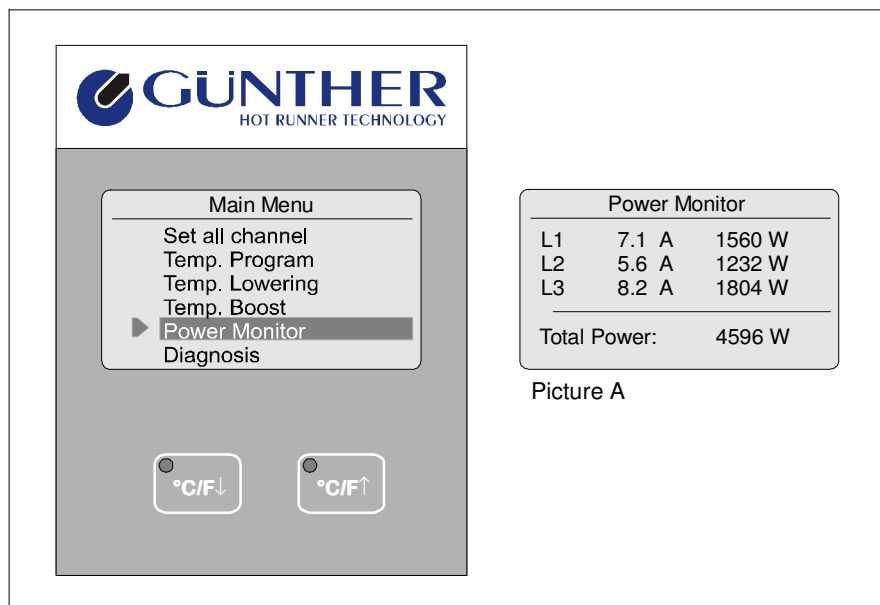 GÜNTHER
HOT RUNNER TECHNOLOGY
Main Menu
Set all channel
Temp. Program
Temp. Lowering
Temp. Boost
Power Monitor
Diagnosis
°C/F↓ °C/F↑
Power Monitor
L1 7.1 A 1560 W
L2 5.6 A 1232 W
L3 8.2 A 1804 W
Total Power: 4596 W
Picture A